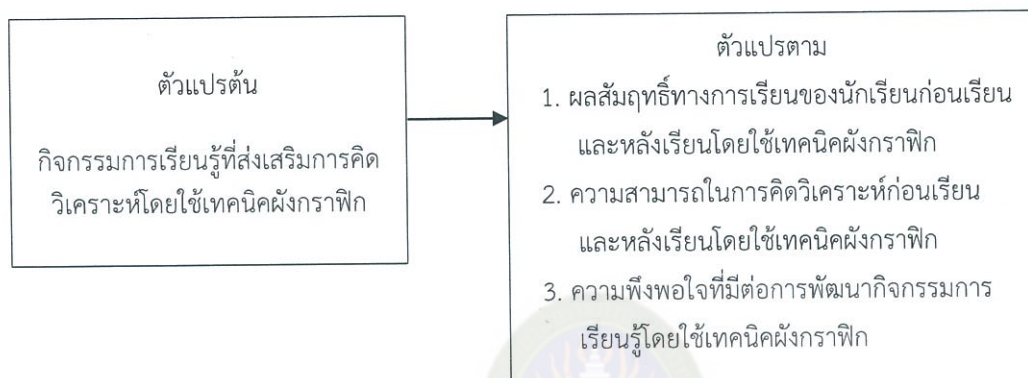 ตัวแปรต้น
กิจกรรมการเรียนรู้ที่ส่งเสริมการคิด
วิเคราะห์โดยใช้เทคนิคผังกราฟิก
ตัวแปรตาม
1. ผลสัมฤทธิ์ทางการเรียนของนักเรียนก่อนเรียน
และหลังเรียนโดยใช้เทคนิคผังกราฟิก
2. ความสามารถในการคิดวิเคราะห์ก่อนเรียน
และหลังเรียนโดยใช้เทคนิคผังกราฟิก
3. ความพึงพอใจที่มีต่อการพัฒนากิจกรรมการ
เรียนรู้โดยใช้เทคนิคผังกราฟิก